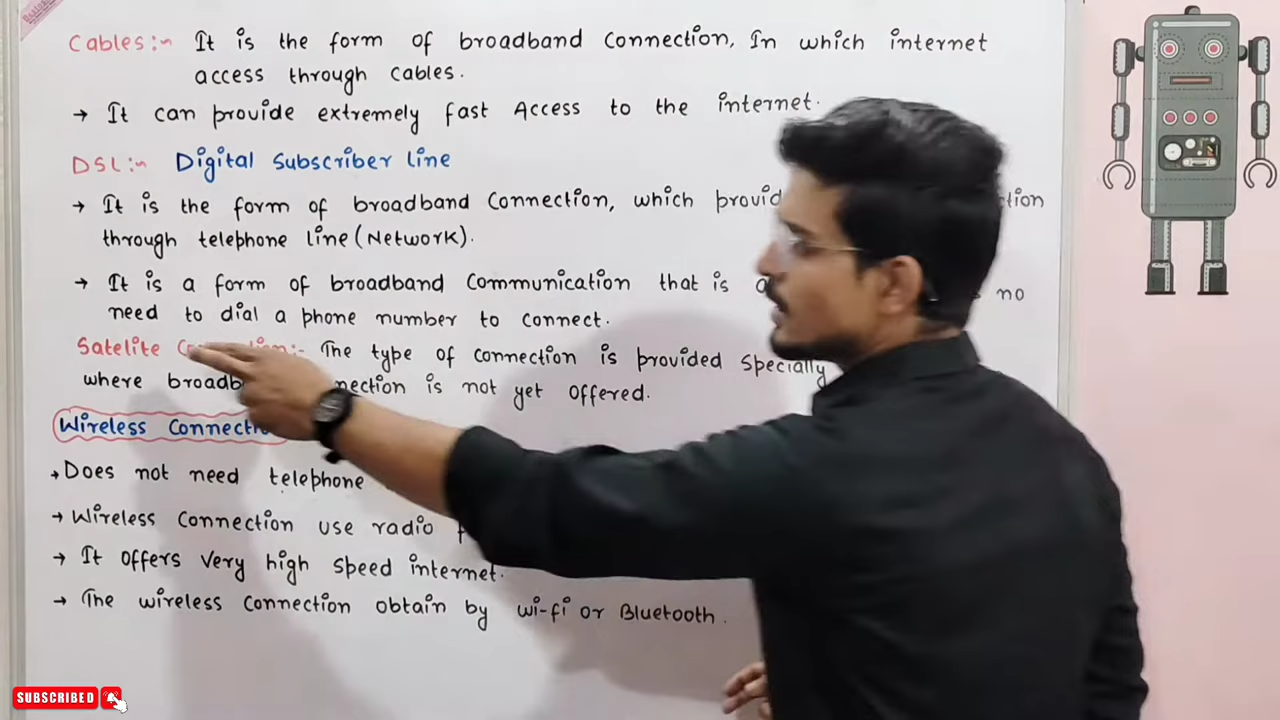 Cables:- It is the form of broadband Connection, In which internet
access through cables.
→ It can provide extremely fast Access to the internet.
DSL:- Digital Subscriber line
→ It is the form of broadband Connection, which
through telephone line (Network).
→ It is a form of broadband Communication that is no
need to dial a phone number to connect.
Satelite :- The type of connection is provided specially
where is not yet offered.
Wireless
→ Does not need telephone
→ Wireless Connection use radio
→ It offers very high speed internet.
→ The wireless connection obtain by wi-fi or Bluetooth.
SUBSCRIBED